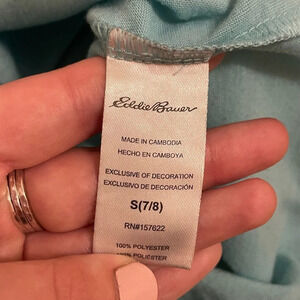 Eddie Bauer
MADE IN CAMBODIA
HECHO EN CAMBOYA
EXCLUSIVE OF DECORATION
EXCLUSIVO DE DECORACIÓN
S(7/8)
RN#157622
100% POLYESTER
100% POLIÉSTER